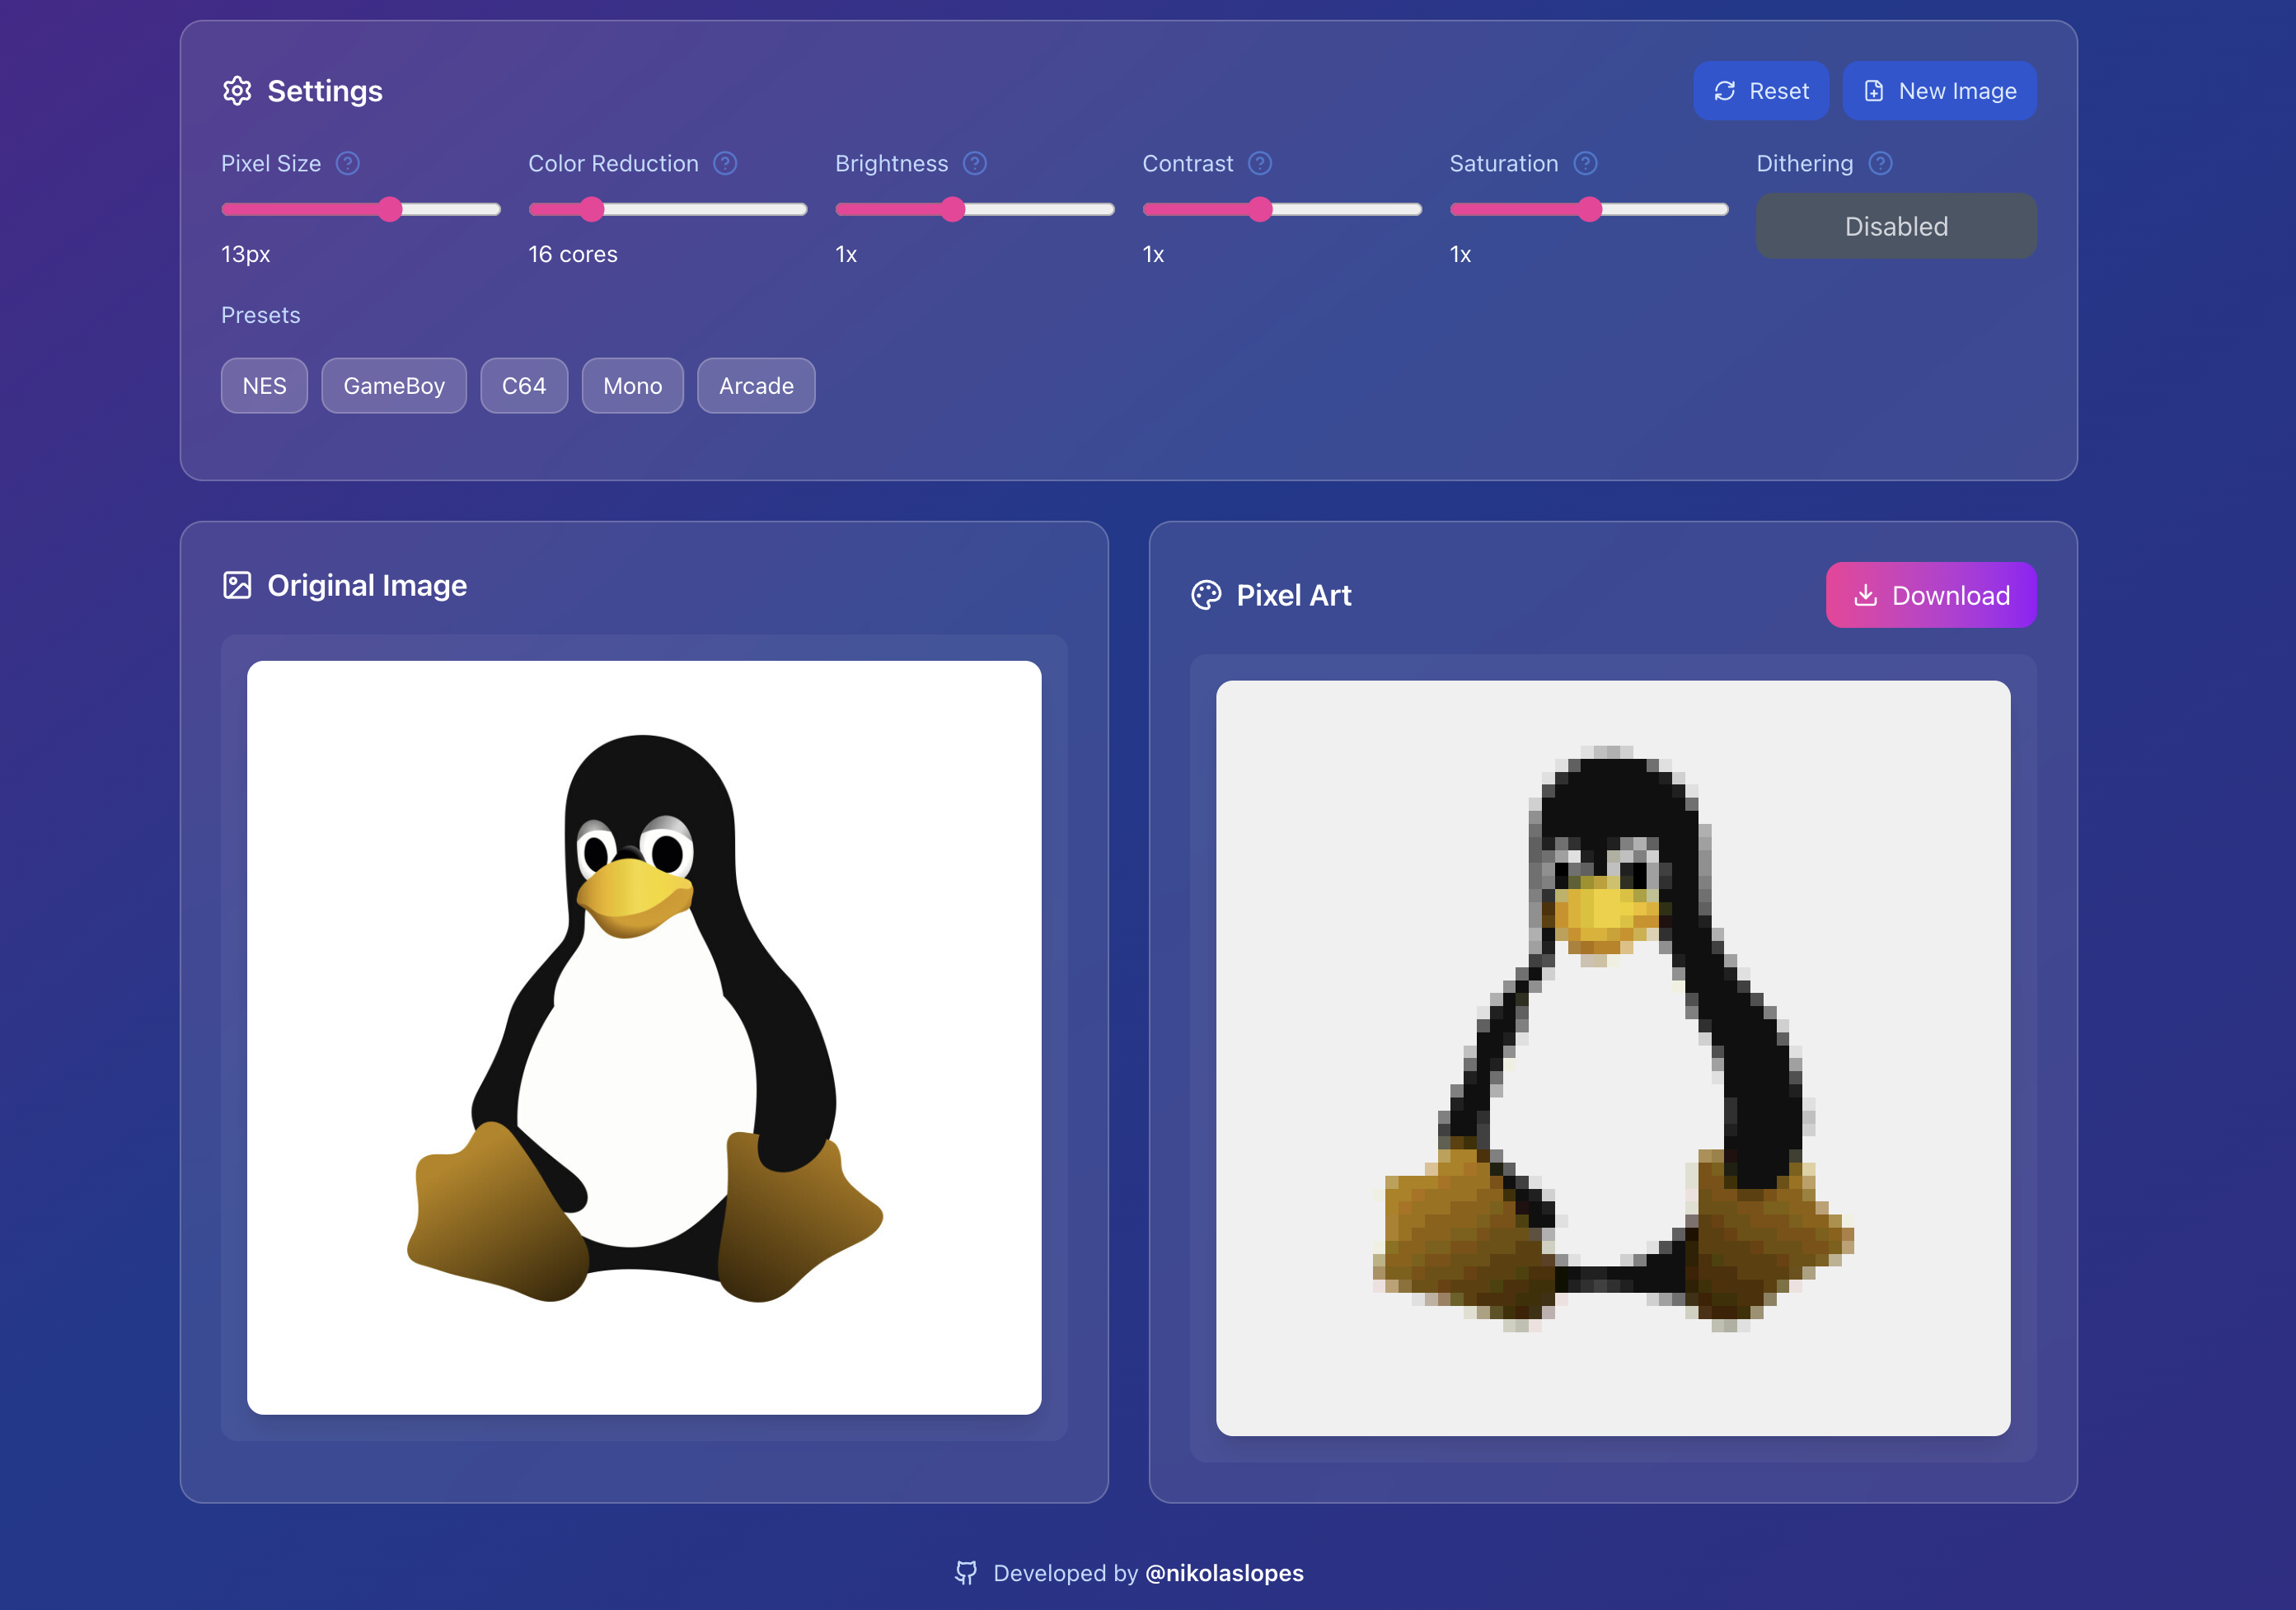 Settings
Reset
New Image
Pixel Size
Color Reduction
Brightness
Contrast
Saturation
Dithering
13px
16 cores
1x
1x
1x
Disabled
Presets
NES
GameBoy
C64
Mono
Arcade
Original Image
Pixel Art
Download
Developed by @nikolaslopes